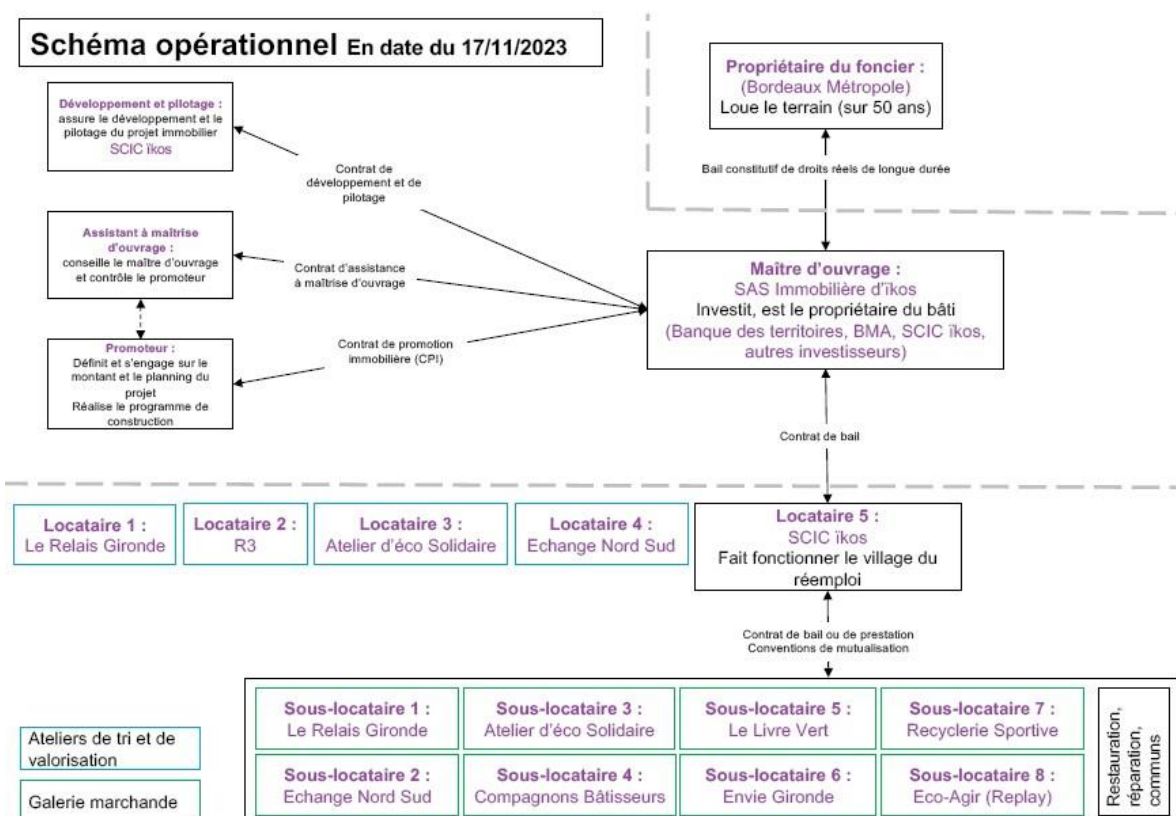 Schéma opérationnel En date du 17/11/2023
Propriétaire du foncier :
(Bordeaux Métropole)
Loue le terrain (sur 50 ans)
Développement et pilotage :
assure le développement et le
pilotage du projet immobilier
SCIC ïkos
Contrat de
développement et de
pilotage
Bail constitutif de droits réels de longue durée
Assistant à maîtrise
d'ouvrage :
conseille le maître d'ouvrage
et contrôle le promoteur
Contrat d'assistance
à maîtrise d'ouvrage
Maître d'ouvrage :
SAS Immobilière d'ïkos
Investit, est le propriétaire du bâti
(Banque des territoires, BMA, SCIC ïkos,
autres investisseurs)
Promoteur :
Définit et s'engage sur le
montant et le planning du
projet
Réalise le programme de
construction
Contrat de promotion
immobilière (CPI)
Contrat de bail
Locataire 1 :
Le Relais Gironde
Locataire 2 :
R3
Locataire 3 :
Atelier d'éco Solidaire
Locataire 4 :
Echange Nord Sud
Locataire 5 :
SCIC ïkos
Fait fonctionner le village du
réemploi
Contrat de bail ou de prestation
Conventions de mutualisation
Sous-locataire 1 :
Le Relais Gironde
Sous-locataire 3 :
Atelier d'éco Solidaire
Sous-locataire 5 :
Le Livre Vert
Sous-locataire 7 :
Recyclerie Sportive
Sous-locataire 2 :
Echange Nord Sud
Sous-locataire 4 :
Compagnons Bâtisseurs
Sous-locataire 6 :
Envie Gironde
Sous-locataire 8 :
Eco-Agir (Replay)
Restauration,
réparation,
communs
Ateliers de tri et de
valorisation
Galerie marchande